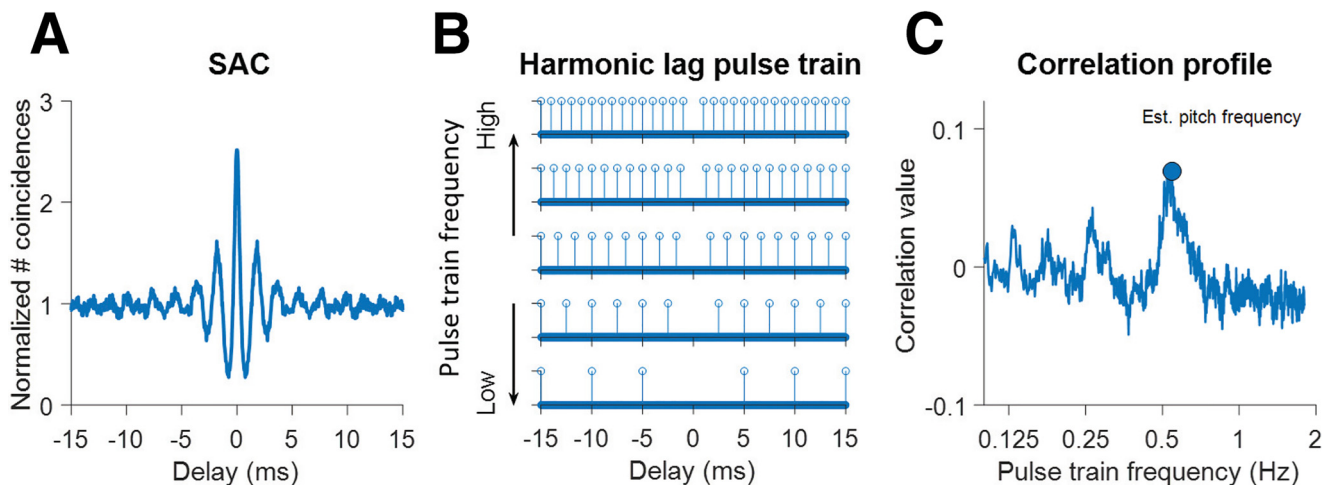 A
SAC
Normalized # coincidences
3
2
1
0
-15 -10 -5 0 5 10 15
Delay (ms)
B
Harmonic lag pulse train
Pulse train frequency
High
Low
-15 -10 -5 0 5 10 15
Delay (ms)
C
Correlation profile
Est. pitch frequency
Correlation value
0.1
0
-0.1
0.125 0.25 0.5 1 2
Pulse train frequency (Hz)